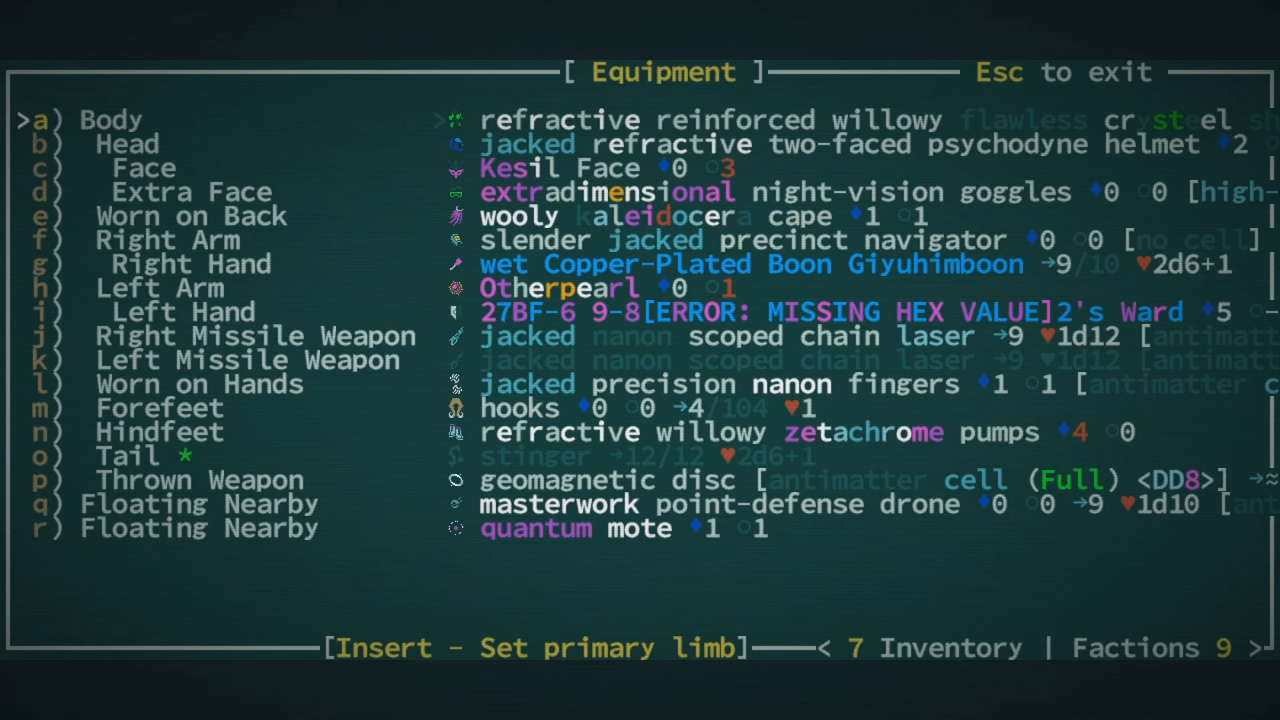 [ Equipment ] Esc to exit
>a) Body > refractive reinforced willowy flawless crysteel sh
b) Head jacked refractive two-faced psychodyne helmet ♦2 ○
c) Face Kesil Face ♦0 ○3
d) Extra Face extradimensional night-vision goggles ♦0 ○0 [high-
e) Worn on Back wooly kaleidocera cape ♦1 ○1
f) Right Arm slender jacked precinct navigator ♦0 ○0 [no cell]
g) Right Hand wet Copper-Plated Boon Giyuhimboon →9/10 ♥2d6+1
h) Left Arm Otherpearl ♦0 ○1
i) Left Hand 27BF-6 9-8[ERROR: MISSING HEX VALUE]2's Ward ♦5 ○-
j) Right Missile Weapon jacked nanon scoped chain laser →9 ♥1d12 [antimatt
k) Left Missile Weapon jacked nanon scoped chain laser →9 ♥1d12 [antimatt
l) Worn on Hands jacked precision nanon fingers ♦1 ○1 [antimatter c
m) Forefeet hooks ♦0 ○0 →4/104 ♥1
n) Hindfeet refractive willowy zetachrome pumps ♦4 ○0
o) Tail * stinger →12/12 ♥2d6+1
p) Thrown Weapon geomagnetic disc [antimatter cell (Full) <DD8>] →≈
q) Floating Nearby masterwork point-defense drone ♦0 ○0 →9 ♥1d10 [ant
r) Floating Nearby quantum mote ♦1 ○1
[Insert - Set primary limb] < 7 Inventory | Factions 9 >